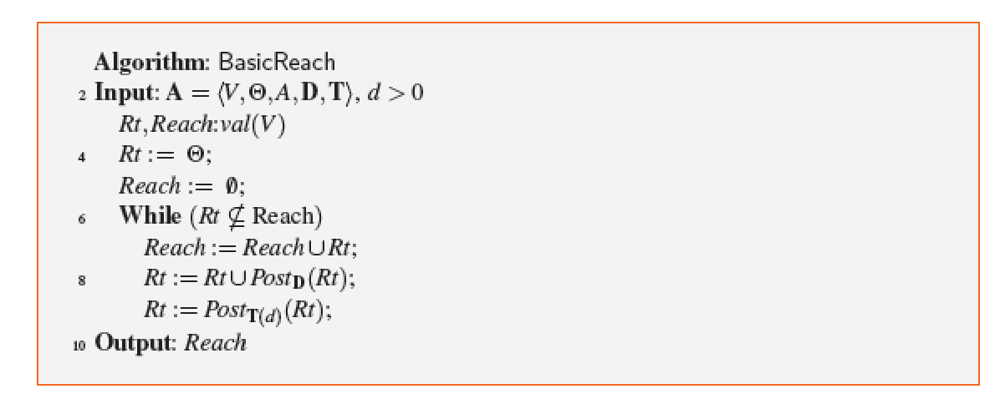 Algorithm: BasicReach
2 Input: A = ⟨V, Θ, A, D, T⟩, d > 0
Rt, Reach:val(V)
4 Rt := Θ;
Reach := ∅;
6 While (Rt ⊈ Reach)
Reach := Reach ∪ Rt;
8 Rt := Rt ∪ Post_D(Rt);
Rt := Post_T(d)(Rt);
10 Output: Reach